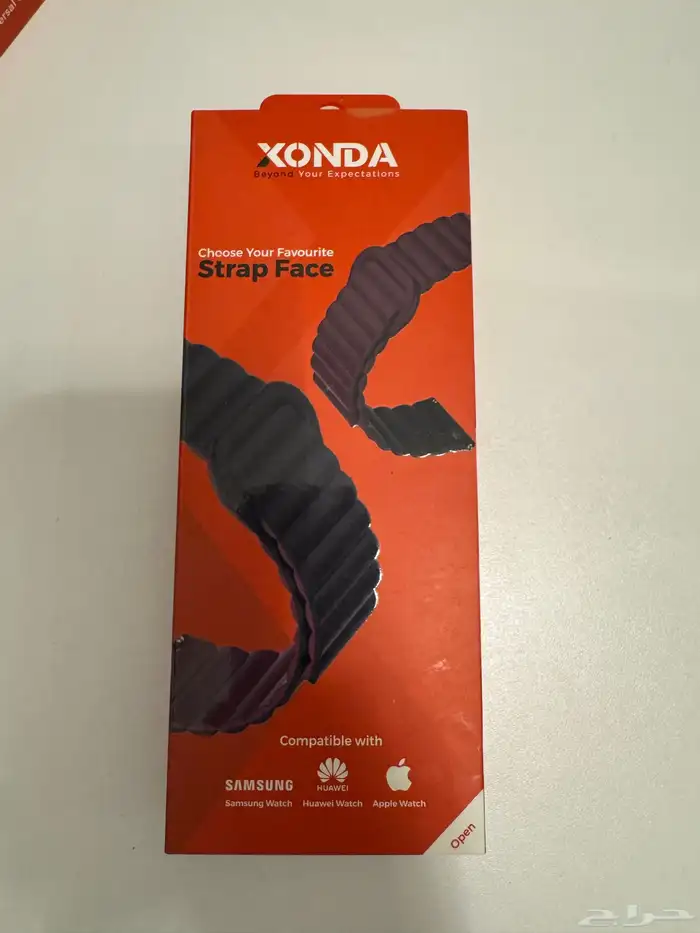 ersal
XONDA
Beyond Your Expectations
Choose Your Favourite
Strap Face
Compatible with
SAMSUNG
HUAWEI
Samsung Watch Huawei Watch Apple Watch
Open
حراج